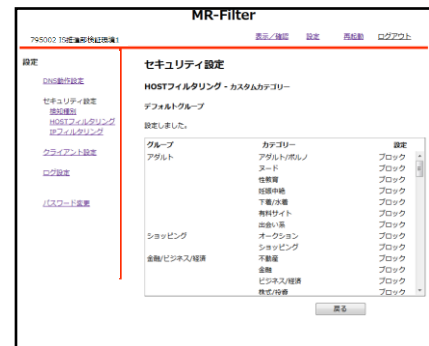 MR-Filter
795002 IS推進部検証環境1
表示/確認 設定 再起動 ログアウト
設定
DNS動作設定
セキュリティ設定
検知種別
HOSTフィルタリング
IPフィルタリング
クライアント設定
ログ設定
パスワード変更
セキュリティ設定
HOSTフィルタリング - カスタムカテゴリー
デフォルトグループ
設定しました。
グループ カテゴリー 設定
アダルト アダルト/ポルノ ブロック
ヌード ブロック
性教育 ブロック
妊娠中絶 ブロック
下着/水着 ブロック
有料サイト ブロック
出会い系 ブロック
ショッピング オークション ブロック
ショッピング ブロック
金融/ビジネス/経済 不動産 ブロック
金融 ブロック
ビジネス/経済 ブロック
株式/投資 ブロック
戻る